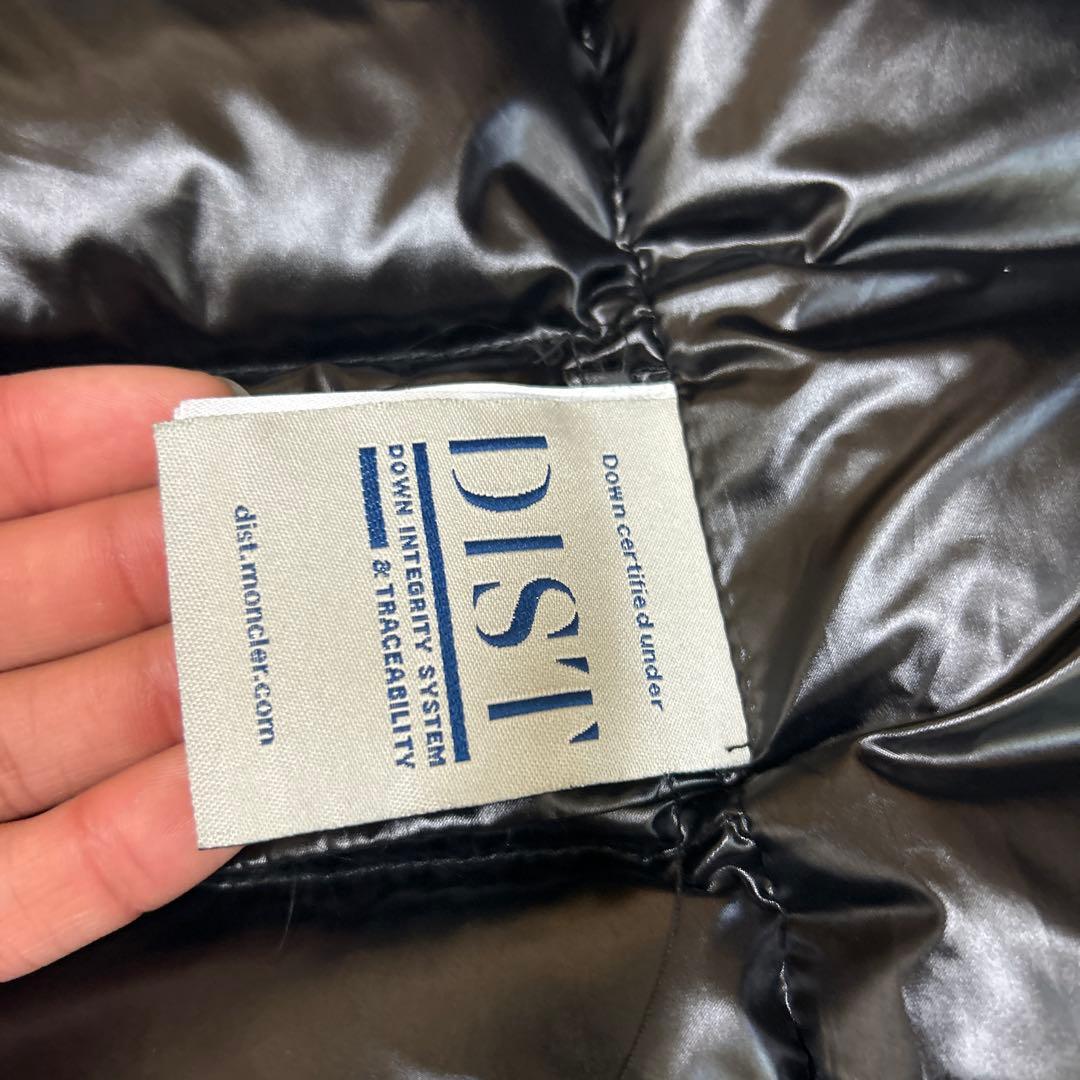 Down certified under
DIST
DOWN INTEGRITY SYSTEM
& TRACEABILITY
dist.moncler.com